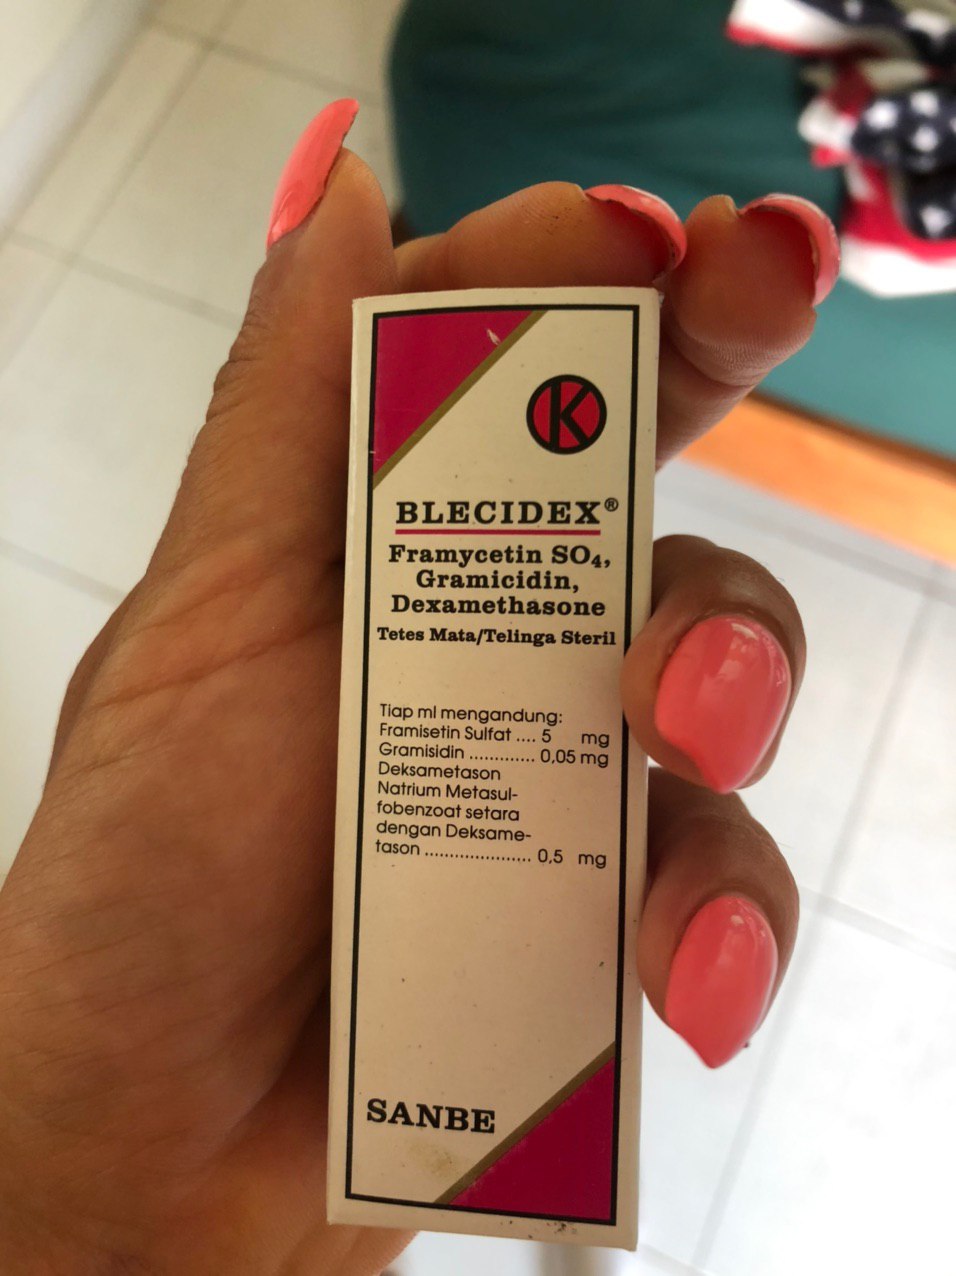 K
BLECIDEX®
Framycetin SO₄,
Gramicidin,
Dexamethasone
Tetes Mata/Telinga Steril
Tiap ml mengandung:
Framisetin Sulfat .... 5 mg
Gramisidin ............. 0,05 mg
Deksametason
Natrium Metasul-
fobenzoat setara
dengan Deksame-
tason ..................... 0,5 mg
SANBE